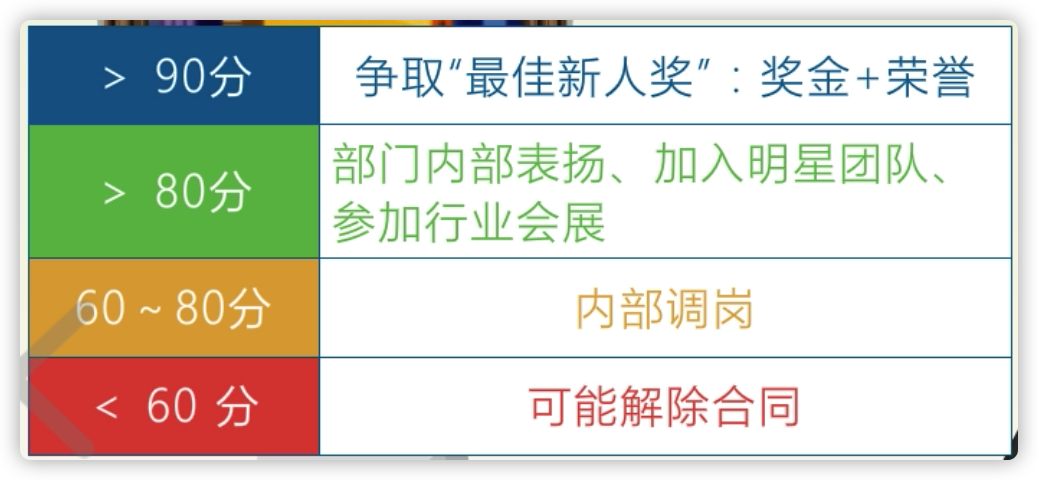 > 90分
争取“最佳新人奖”：奖金+荣誉
> 80分
部门内部表扬、加入明星团队、
参加行业会展
60~80分
内部调岗
< 60 分
可能解除合同